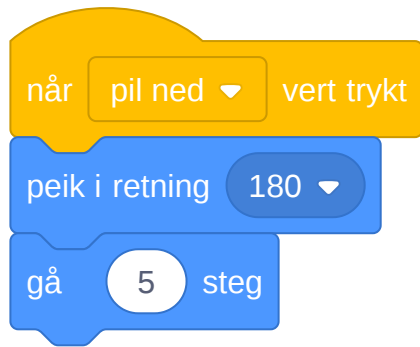 når pil ned vert trykt
peik i retning 180
gå 5 steg